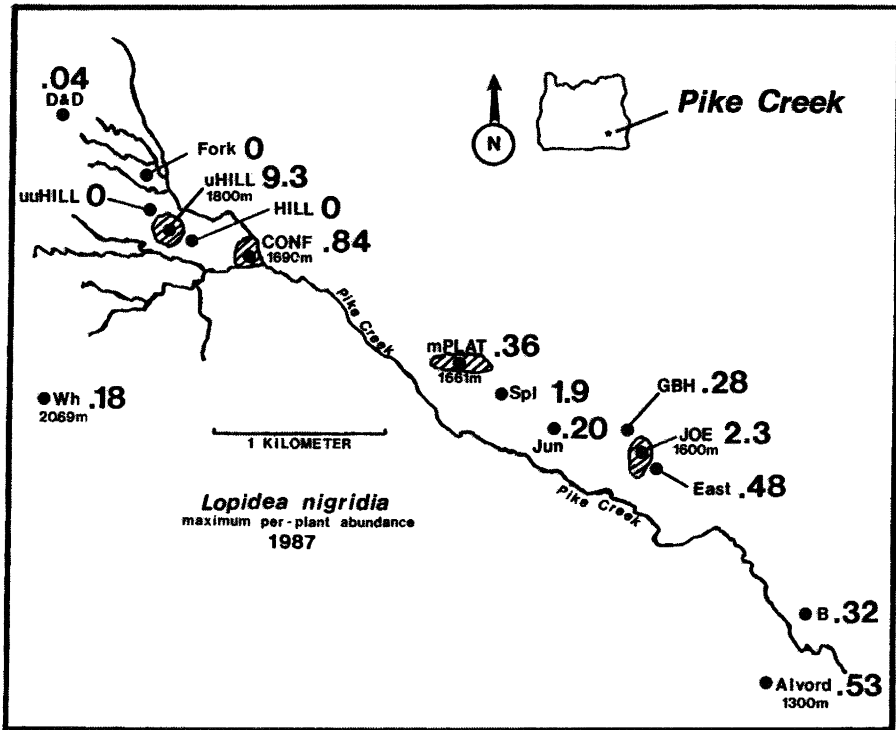 .04
D&D
N
Pike Creek
Fork 0
uHILL 9.3
1800m
uuHILL 0
HILL 0
CONF .84
1690m
Pike Creek
mPLAT .36
1661m
Spl 1.9
GBH .28
Wh .18
2069m
Jun .20
JOE 2.3
1600m
1 KILOMETER
East .48
Lopidea nigridia
maximum per-plant abundance
1987
Pike Creek
B .32
Alvord .53
1300m